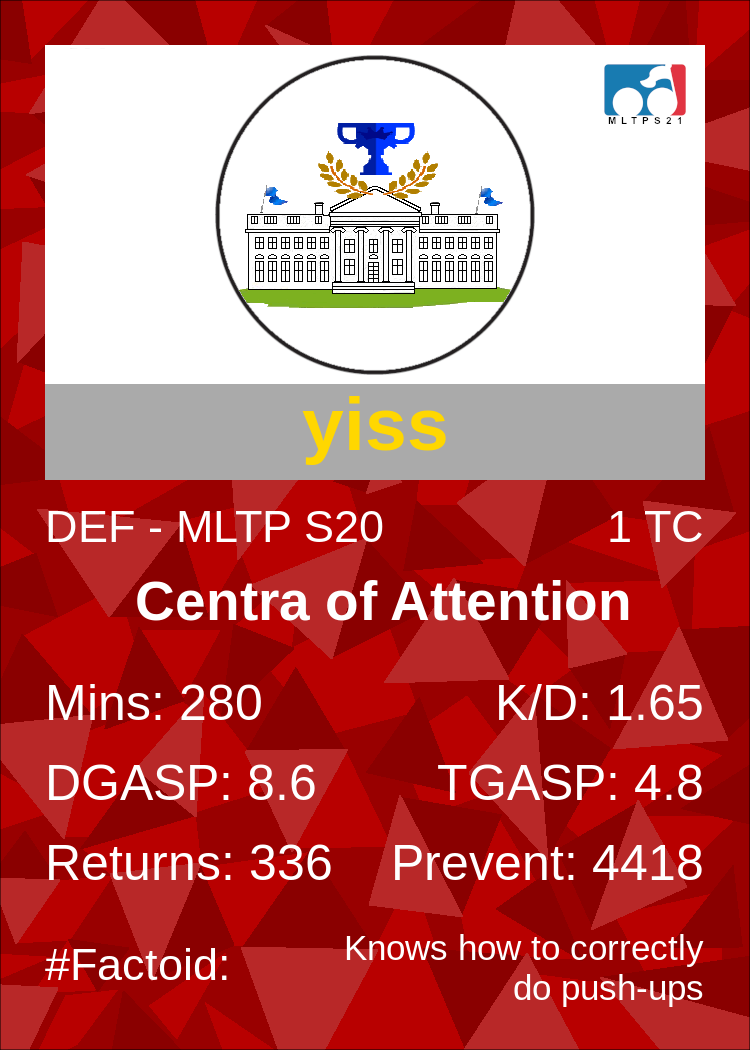 MLTPS21
yiss
DEF - MLTP S20 1 TC
Centra of Attention
Mins: 280 K/D: 1.65
DGASP: 8.6 TGASP: 4.8
Returns: 336 Prevent: 4418
#Factoid: Knows how to correctly
do push-ups